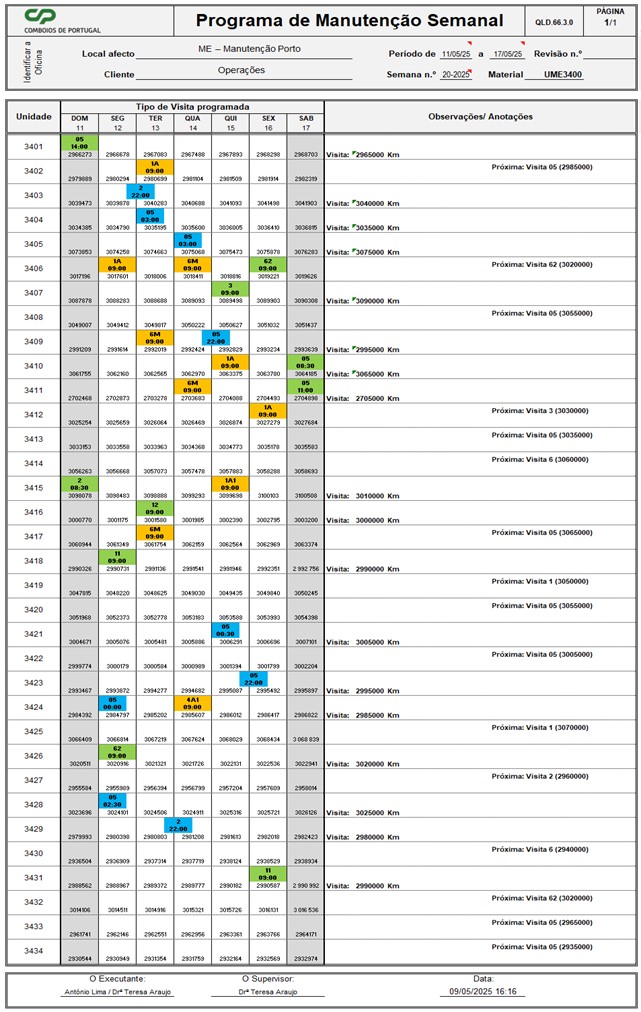 CP
COMBOIOS DE PORTUGAL
Programa de Manutenção Semanal
QLD.66.3.0
PÁGINA
1/1
Identificar a Oficina
Local afecto ME – Manutenção Porto
Período de 11/05/25 a 17/05/25 Revisão n.º
Cliente Operações
Semana n.º 20-2025 Material UME3400
Unidade Tipo de Visita programada Observações/ Anotações
DOM SEG TER QUA QUI SEX SAB
11 12 13 14 15 16 17
3401 05 14:00
2966273 2966678 2967083 2967488 2967893 2968298 2968703 Visita: 2965000 Km
3402 1A 09:00 Próxima: Visita 05 (2985000)
2979889 2980294 2980699 2981104 2981509 2981914 2982319
3403 2 22:00
3039473 3039878 3040283 3040688 3041093 3041498 3041903 Visita: 3040000 Km
3404 05 03:00
3034385 3034790 3035195 3035600 3036005 3036410 3036815 Visita: 3035000 Km
3405 05 03:00
3073853 3074258 3074663 3075068 3075473 3075878 3076283 Visita: 3075000 Km
3406 1A 09:00 6M 09:00 62 09:00 Próxima: Visita 62 (3020000)
3017196 3017601 3018006 3018411 3018816 3019221 3019626
3407 3 09:00
3087878 3088283 3088688 3089093 3089498 3089903 3090308 Visita: 3090000 Km
3408 Próxima: Visita 05 (3055000)
3049007 3049412 3049817 3050222 3050627 3051032 3051437
3409 6M 09:00 05 22:00
2991209 2991614 2992019 2992424 2992829 2993234 2993639 Visita: 2995000 Km
3410 1A 09:00 05 08:30
3061755 3062160 3062565 3062970 3063375 3063780 3064185 Visita: 3065000 Km
3411 6M 09:00 05 11:00
2702468 2702873 2703278 2703683 2704088 2704493 2704898 Visita: 2705000 Km
3412 1A 09:00 Próxima: Visita 3 (3030000)
3025254 3025659 3026064 3026469 3026874 3027279 3027684
3413 Próxima: Visita 05 (3035000)
3033153 3033558 3033963 3034368 3034773 3035178 3035583
3414 Próxima: Visita 6 (3060000)
3056263 3056668 3057073 3057478 3057883 3058288 3058693
3415 2 08:30 1A1 09:00
3098078 3098483 3098888 3099293 3099698 3100103 3100508 Visita: 3010000 Km
3416 12 09:00
3000770 3001175 3001580 3001985 3002390 3002795 3003200 Visita: 3000000 Km
3417 6M 09:00 Próxima: Visita 05 (3065000)
3060944 3061349 3061754 3062159 3062564 3062969 3063374
3418 11 09:00
2990326 2990731 2991136 2991541 2991946 2992351 2 992 756 Visita: 2990000 Km
3419 Próxima: Visita 1 (3050000)
3047815 3048220 3048625 3049030 3049435 3049840 3050245
3420 Próxima: Visita 05 (3055000)
3051968 3052373 3052778 3053183 3053588 3053993 3054398
3421 05 00:30
3004671 3005076 3005481 3005886 3006291 3006696 3007101 Visita: 3005000 Km
3422 Próxima: Visita 05 (3005000)
2999774 3000179 3000584 3000989 3001394 3001799 3002204
3423 05 22:00
2993467 2993872 2994277 2994682 2995087 2995492 2995897 Visita: 2995000 Km
3424 05 00:00 4A1 09:00
2984392 2984797 2985202 2985607 2986012 2986417 2986822 Visita: 2985000 Km
3425 Próxima: Visita 1 (3070000)
3066409 3066814 3067219 3067624 3068029 3068434 3 068 839
3426 62 09:00
3020511 3020916 3021321 3021726 3022131 3022536 3022941 Visita: 3020000 Km
3427 Próxima: Visita 2 (2960000)
2955584 2955989 2956394 2956799 2957204 2957609 2958014
3428 05 02:30
3023696 3024101 3024506 3024911 3025316 3025721 3026126 Visita: 3025000 Km
3429 2 22:00
2979993 2980398 2980803 2981208 2981613 2982018 2982423 Visita: 2980000 Km
3430 Próxima: Visita 6 (2940000)
2936504 2936909 2937314 2937719 2938124 2938529 2938934
3431 11 09:00
2988562 2988967 2989372 2989777 2990182 2990587 2 990 992 Visita: 2990000 Km
3432 Próxima: Visita 62 (3020000)
3014106 3014511 3014916 3015321 3015726 3016131 3 016 536
3433 Próxima: Visita 05 (2965000)
2961741 2962146 2962551 2962956 2963361 2963766 2964171
3434 Próxima: Visita 05 (2935000)
2930544 2930949 2931354 2931759 2932164 2932569 2932974
O Executante: O Supervisor: Data:
António Lima / Drª Teresa Araujo Drª Teresa Araujo 09/05/2025 16:16